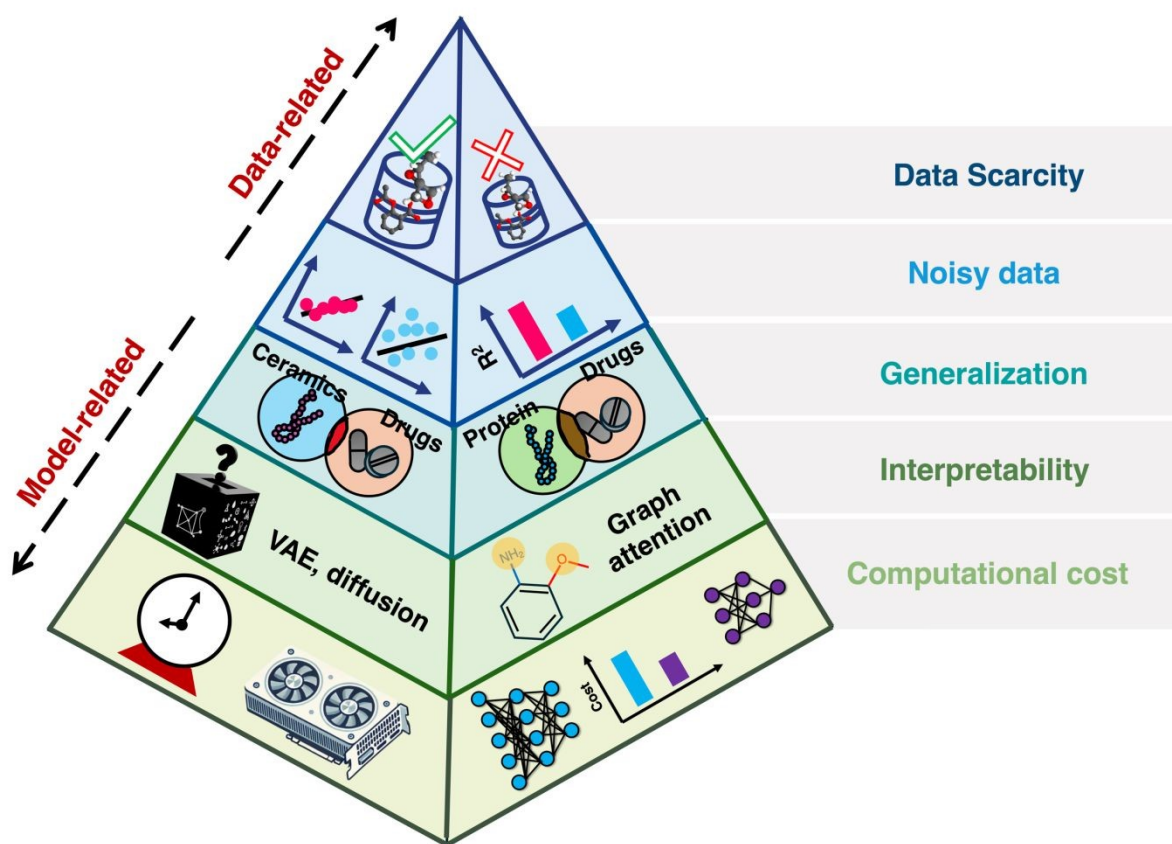 Data-related
Model-related
Data Scarcity
Noisy data
R²
Generalization
Ceramics
Drugs
Protein
Drugs
Interpretability
?
VAE, diffusion
Graph
attention
NH₂
O
Computational cost
Cost